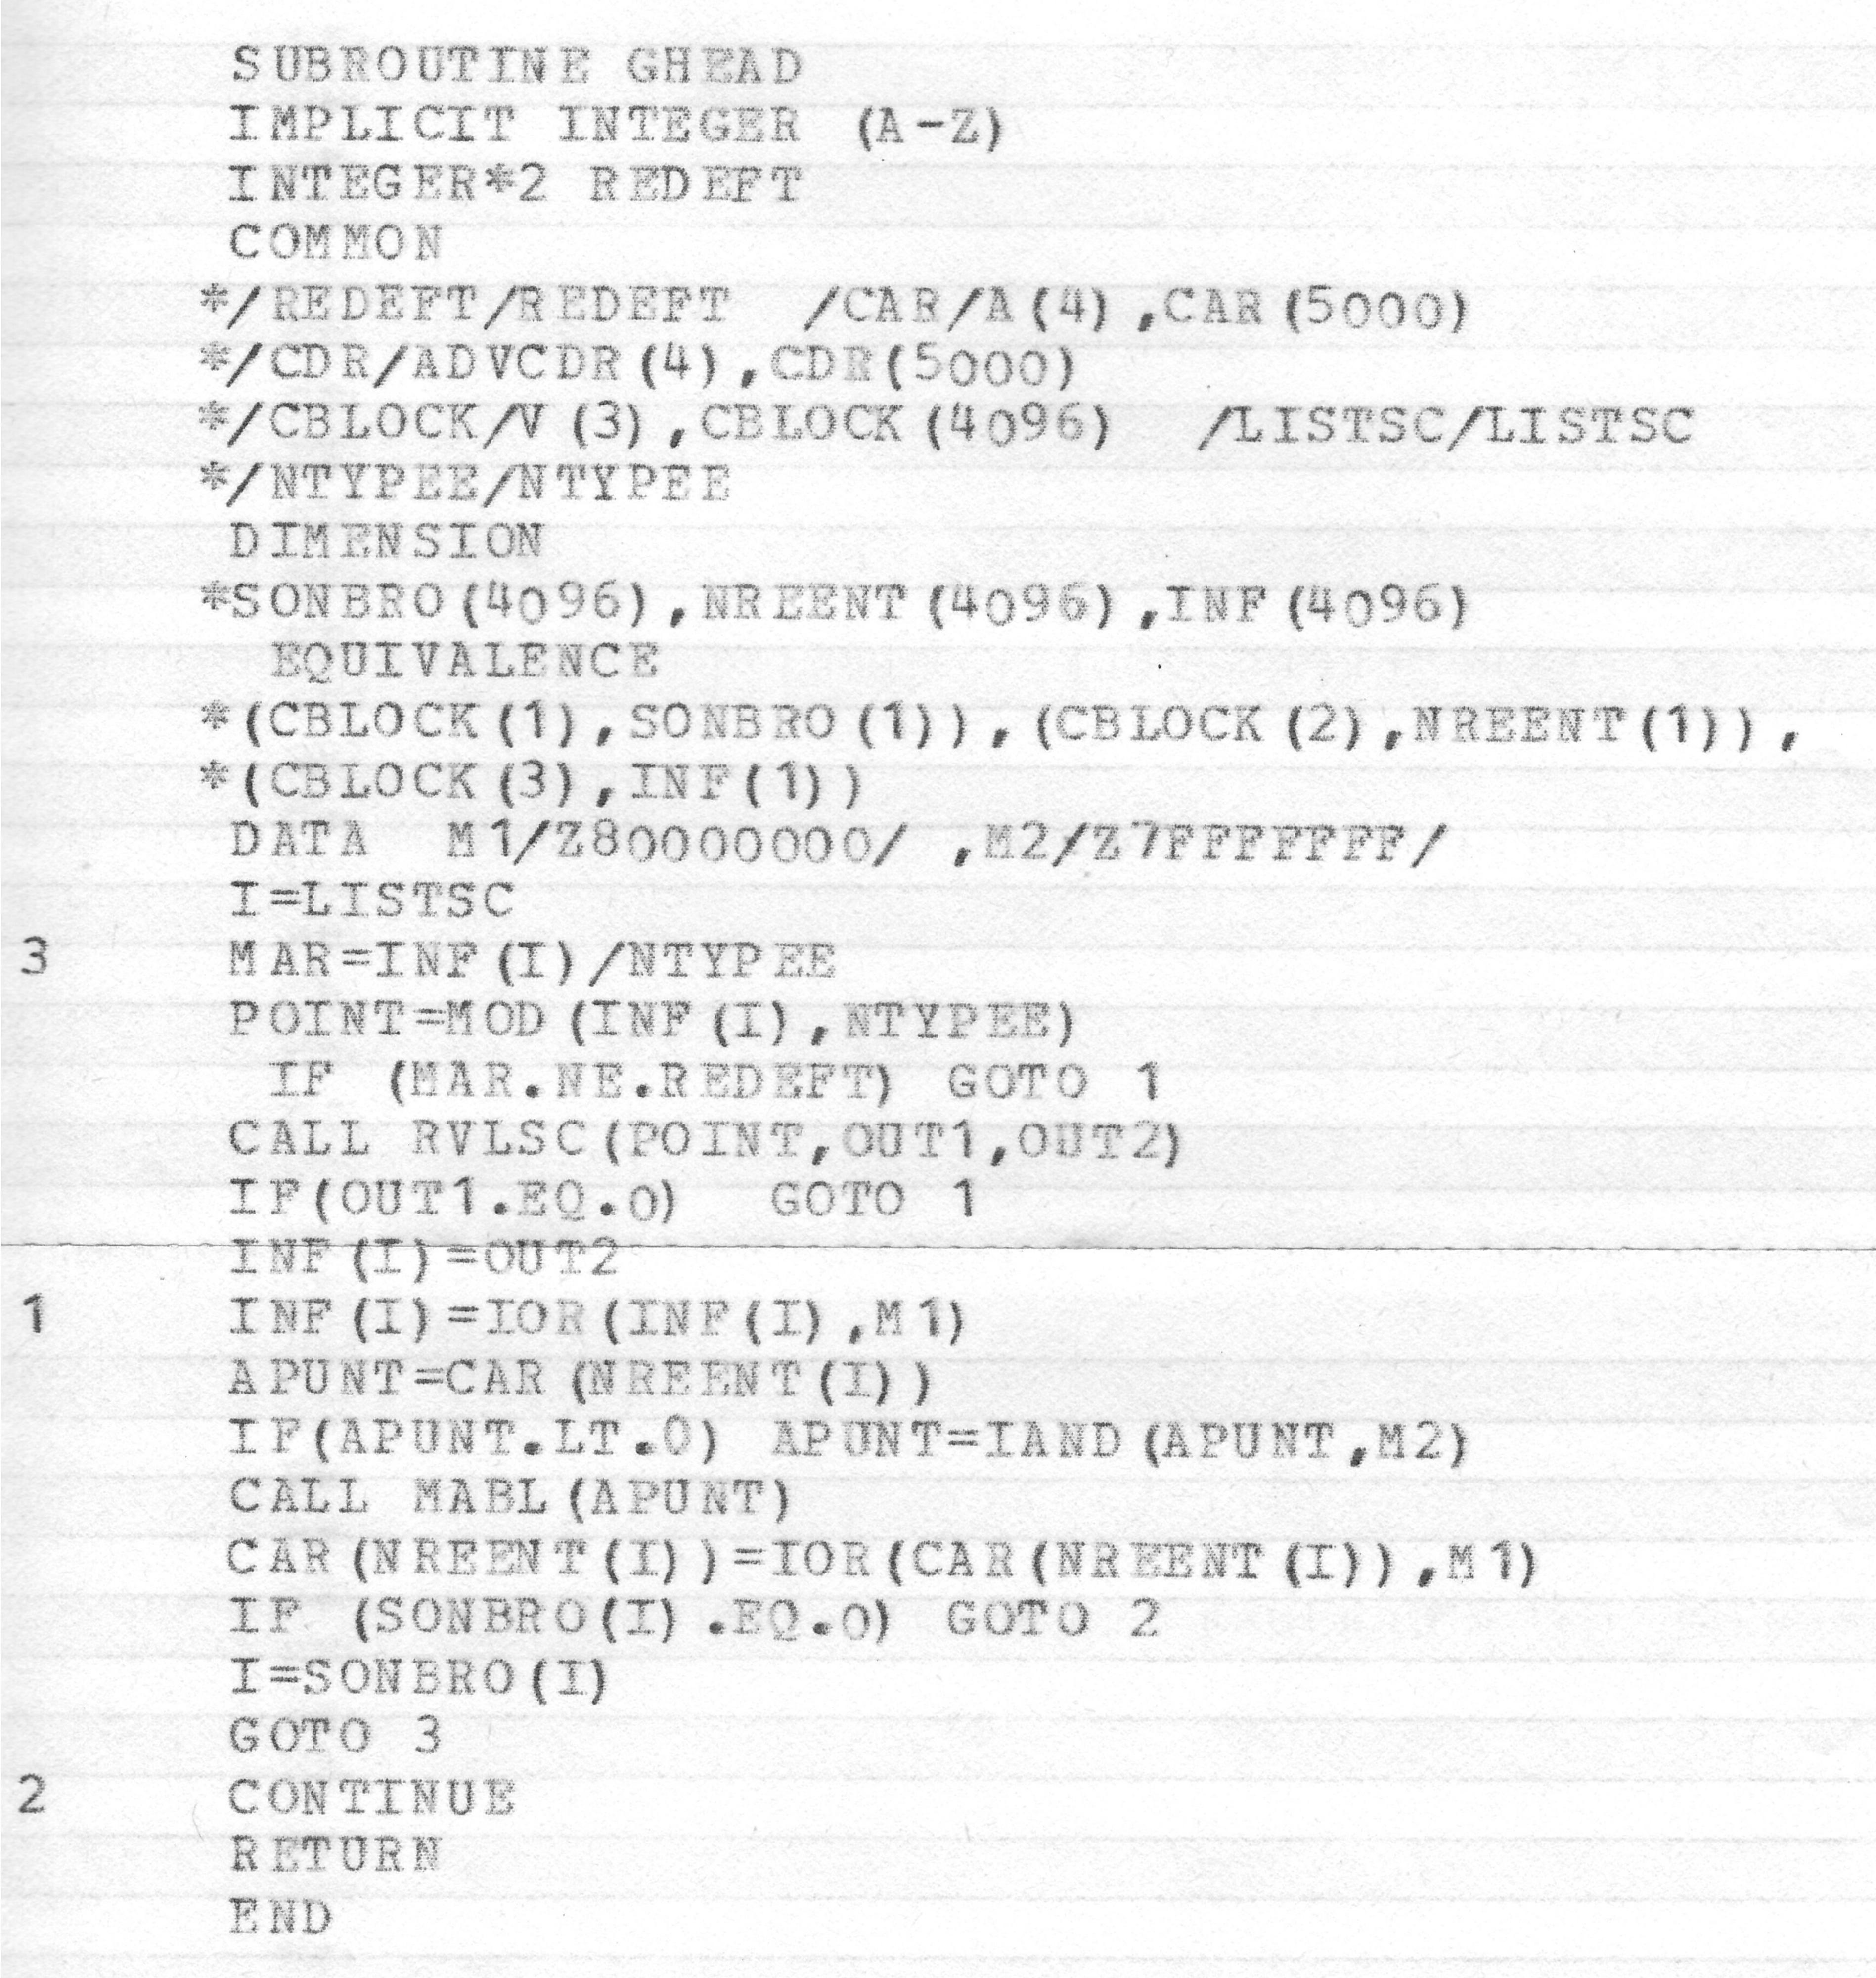 SUBROUTINE GHEAD
IMPLICIT INTEGER (A-Z)
INTEGER*2 REDEFT
COMMON
*/REDEFT/REDEFT  /CAR/A(4),CAR(5000)
*/CDR/ADVCDR(4),CDR(5000)
*/CBLOCK/V(3),CBLOCK(4096)  /LISTSC/LISTSC
*/NTYPEE/NTYPEE
DIMENSION
*SONBRO(4096),NREENT(4096),INF(4096)
EQUIVALENCE
*(CBLOCK(1),SONBRO(1)),(CBLOCK(2),NREENT(1)),
*(CBLOCK(3),INF(1))
DATA  M1/Z80000000/ ,M2/Z7FFFFFFF/
I=LISTSC
3 MAR=INF(I)/NTYPEE
POINT=MOD(INF(I),NTYPEE)
IF (MAR.NE.REDEFT) GOTO 1
CALL RVLSC(POINT,OUT1,OUT2)
IF(OUT1.EQ.0)  GOTO 1
INF(I)=OUT2
1 INF(I)=IOR(INF(I),M1)
APUNT=CAR(NREENT(I))
IF(APUNT.LT.0) APUNT=IAND(APUNT,M2)
CALL MABL(APUNT)
CAR(NREENT(I))=IOR(CAR(NREENT(I)),M1)
IF (SONBRO(I).EQ.0) GOTO 2
I=SONBRO(I)
GOTO 3
2 CONTINUE
RETURN
END